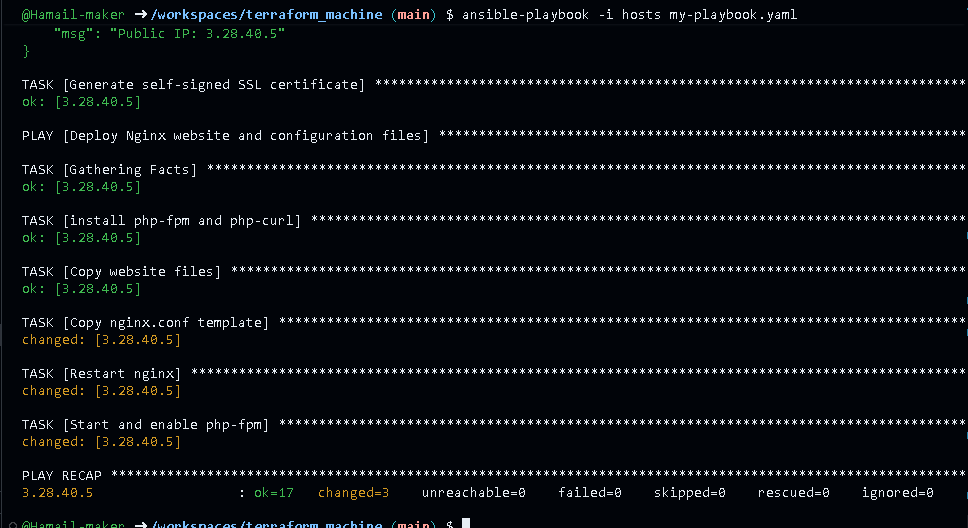 @Hamail-maker ➜ /workspaces/terraform_machine (main) $ ansible-playbook -i hosts my-playbook.yaml
    "msg": "Public IP: 3.28.40.5"
}
TASK [Generate self-signed SSL certificate] **************************************************************************
ok: [3.28.40.5]
PLAY [Deploy Nginx website and configuration files] ******************************************************************
TASK [Gathering Facts] ***********************************************************************************************
ok: [3.28.40.5]
TASK [install php-fpm and php-curl] **********************************************************************************
ok: [3.28.40.5]
TASK [Copy website files] ********************************************************************************************
ok: [3.28.40.5]
TASK [Copy nginx.conf template] **************************************************************************************
changed: [3.28.40.5]
TASK [Restart nginx] *************************************************************************************************
changed: [3.28.40.5]
TASK [Start and enable php-fpm] **************************************************************************************
changed: [3.28.40.5]
PLAY RECAP ***********************************************************************************************************
3.28.40.5                  : ok=17   changed=3    unreachable=0    failed=0    skipped=0    rescued=0    ignored=0
@Hamail-maker ➜ /workspaces/terraform_machine (main) $